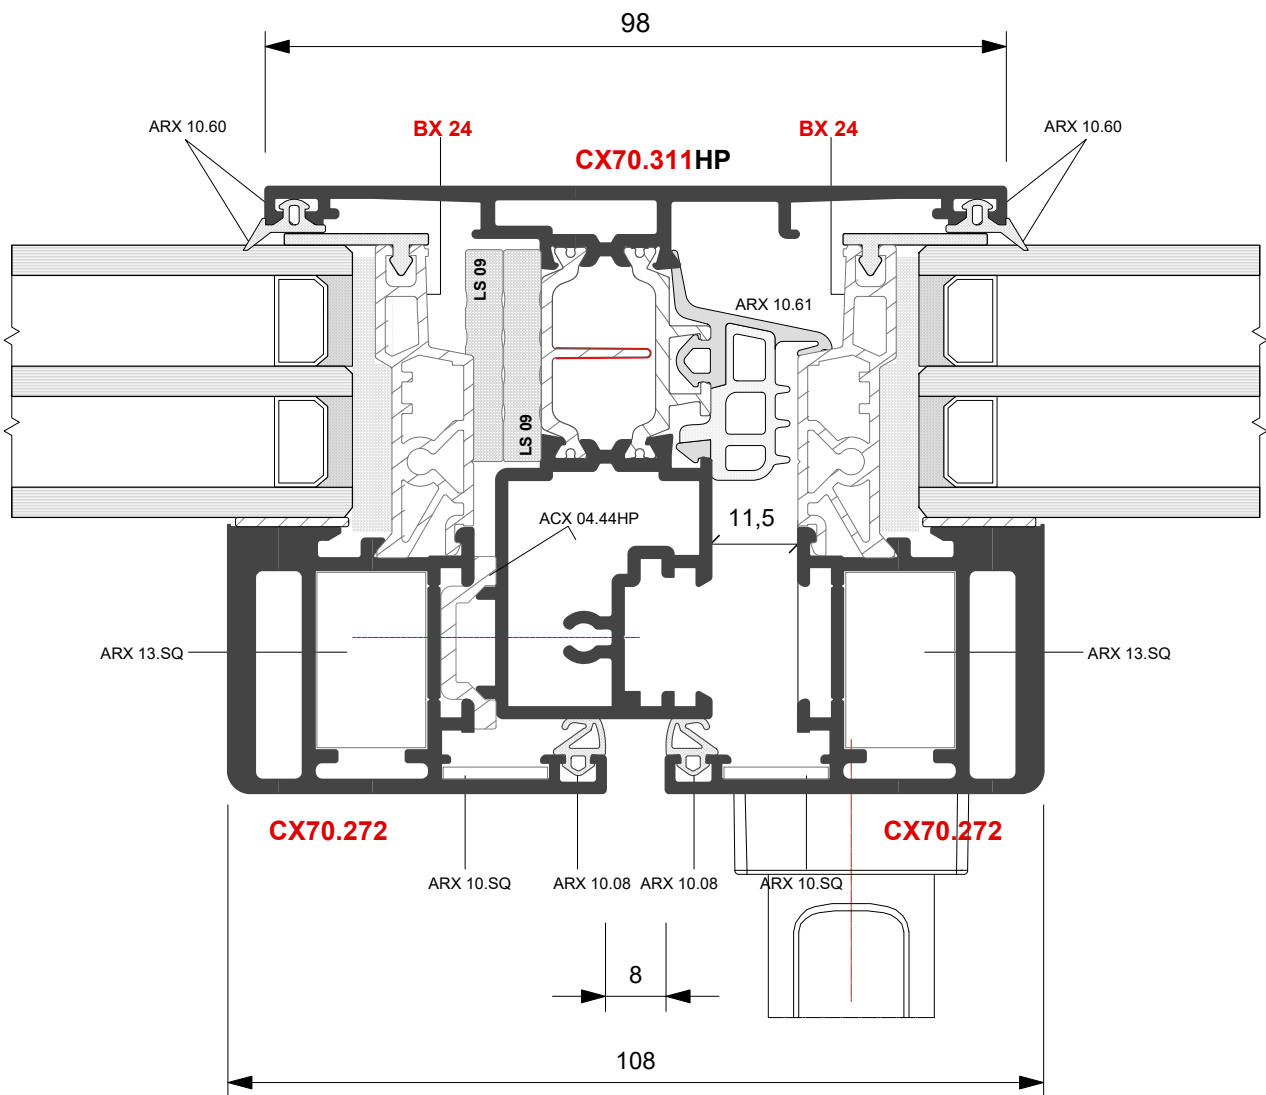 98
ARX 10.60
BX 24
BX 24
ARX 10.60
CX70.311HP
LS 09
ARX 10.61
LS 09
ACX 04.44HP
11,5
ARX 13.SQ
ARX 13.SQ
CX70.272
CX70.272
ARX 10.SQ
ARX 10.08
ARX 10.08
ARX 10.SQ
8
108